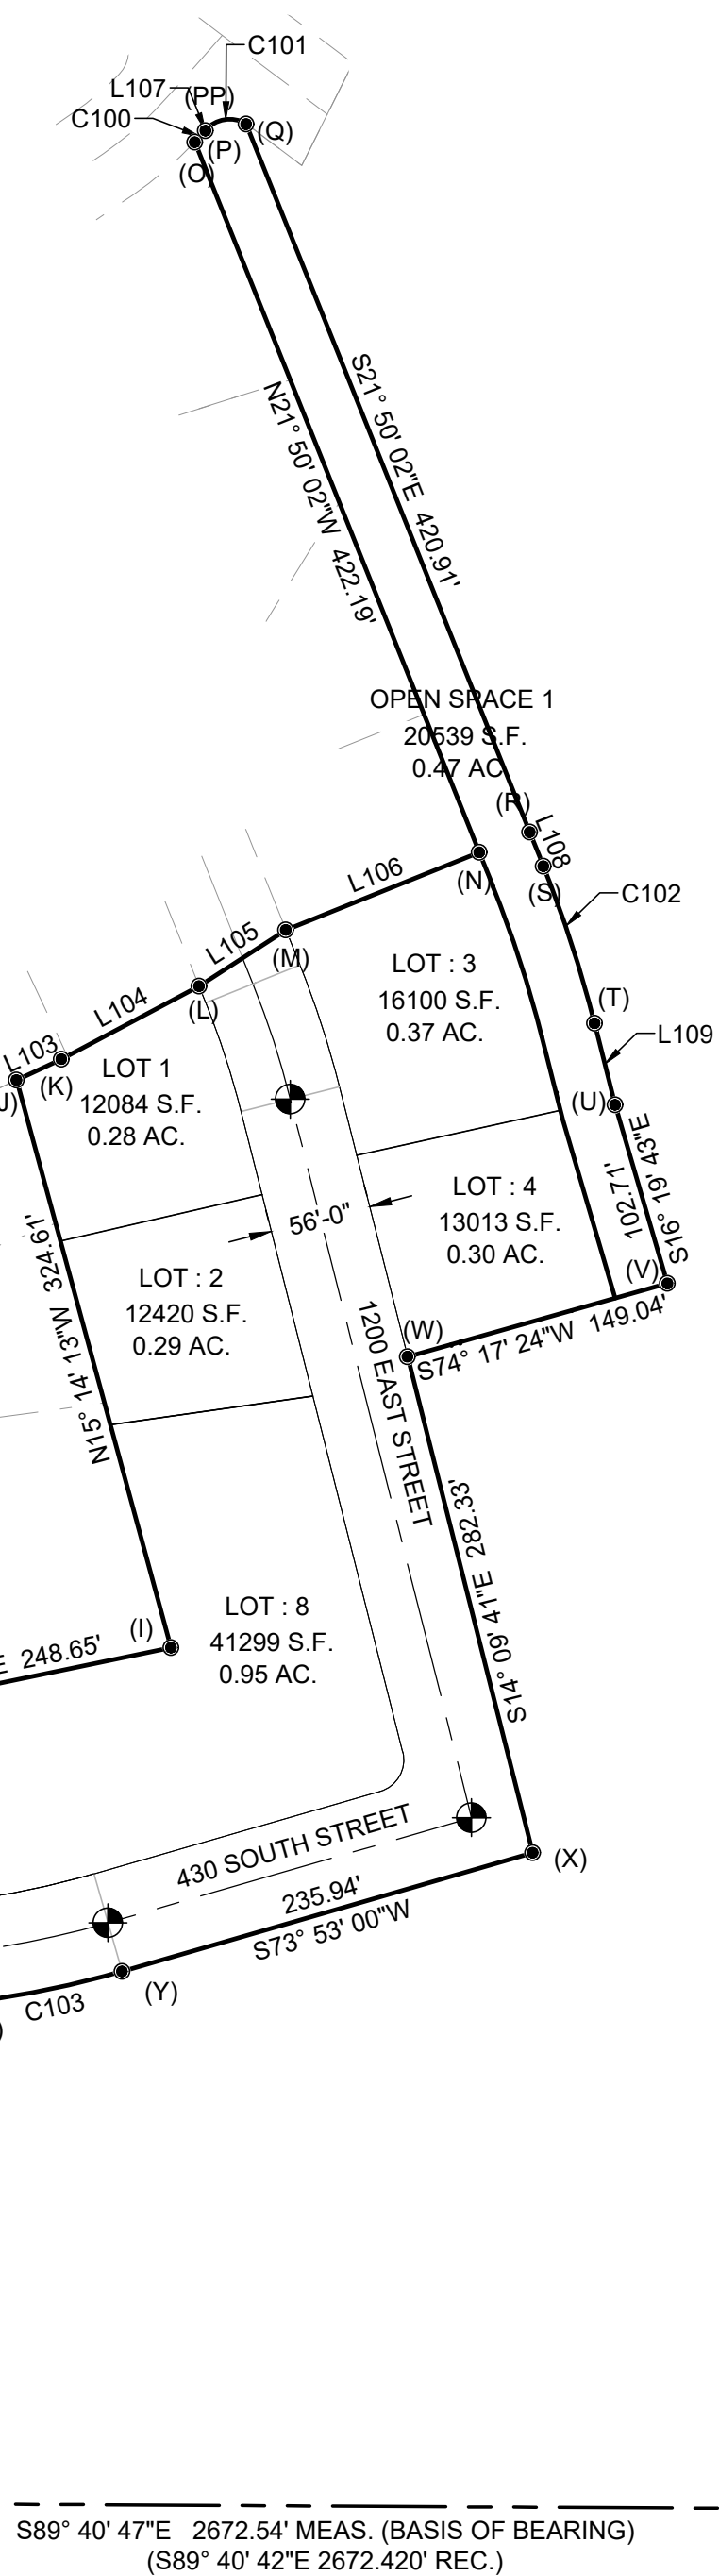 C101
L107
(PP)
C100
(Q)
(P)
(O)
N21° 50' 02"W 422.19'
S21° 50' 02"E 420.91'
OPEN SPACE 1
20539 S.F.
0.47 AC
(R)
L108
(N)
(S)
C102
L106
L105
(M)
LOT : 3
16100 S.F.
0.37 AC.
(L)
(T)
L104
L103
L109
(K)
LOT 1
12084 S.F.
0.28 AC.
(U)
S16° 19' 43"E
102.71'
LOT : 4
13013 S.F.
0.30 AC.
56'-0"
N15° 14' 13"W 324.61'
LOT : 2
12420 S.F.
0.29 AC.
(V)
(W)
S74° 17' 24"W 149.04'
1200 EAST STREET
S14° 09' 41"E 282.33'
LOT : 8
41299 S.F.
0.95 AC.
(I)
E 248.65'
430 SOUTH STREET
(X)
235.94'
S73° 53' 00"W
(Y)
C103
S89° 40' 47"E 2672.54' MEAS. (BASIS OF BEARING)
(S89° 40' 42"E 2672.420' REC.)